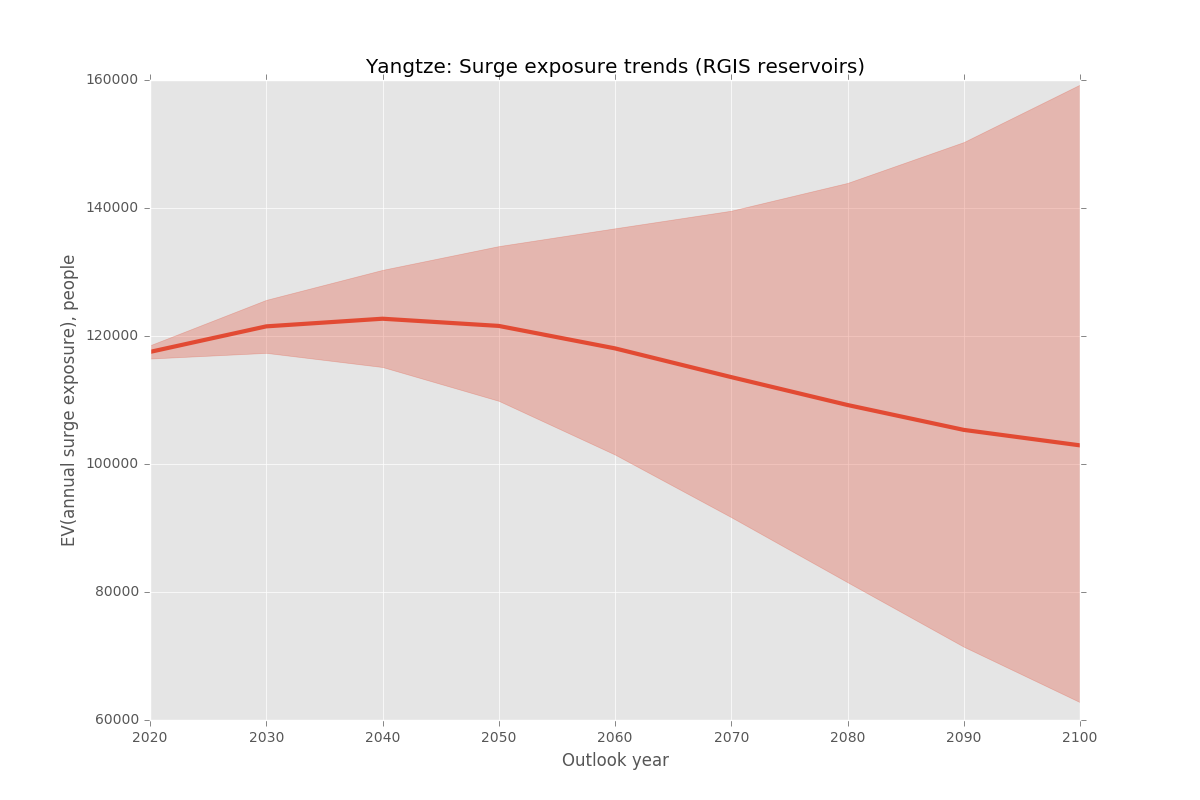 Yangtze: Surge exposure trends (RGIS reservoirs)
160000
140000
120000
100000
80000
60000
EV(annual surge exposure), people
2020 2030 2040 2050 2060 2070 2080 2090 2100
Outlook year